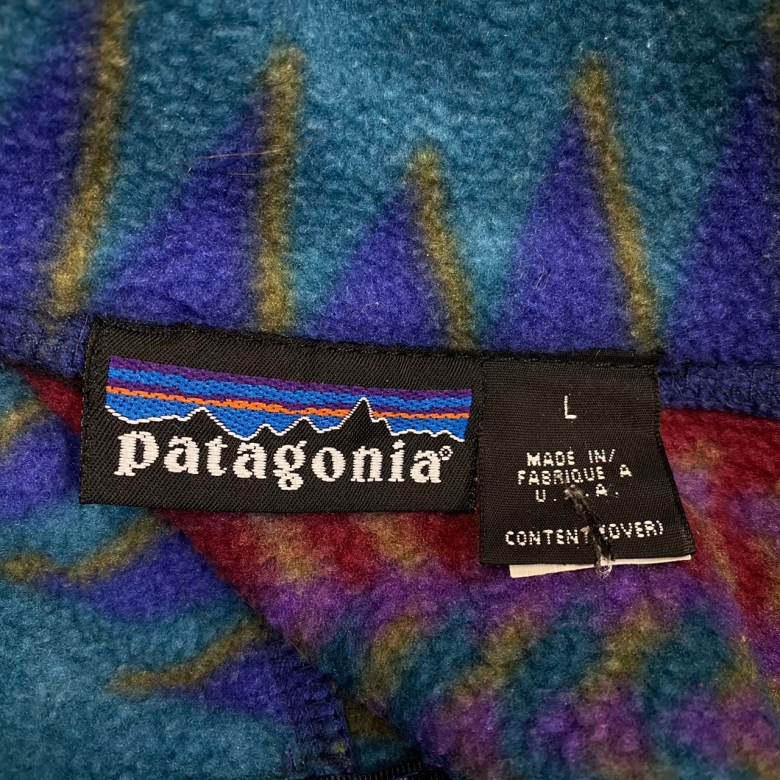 patagonia®
L
MADE IN/
FABRIQUE A
U.S.A.
CONTENT (OVER)